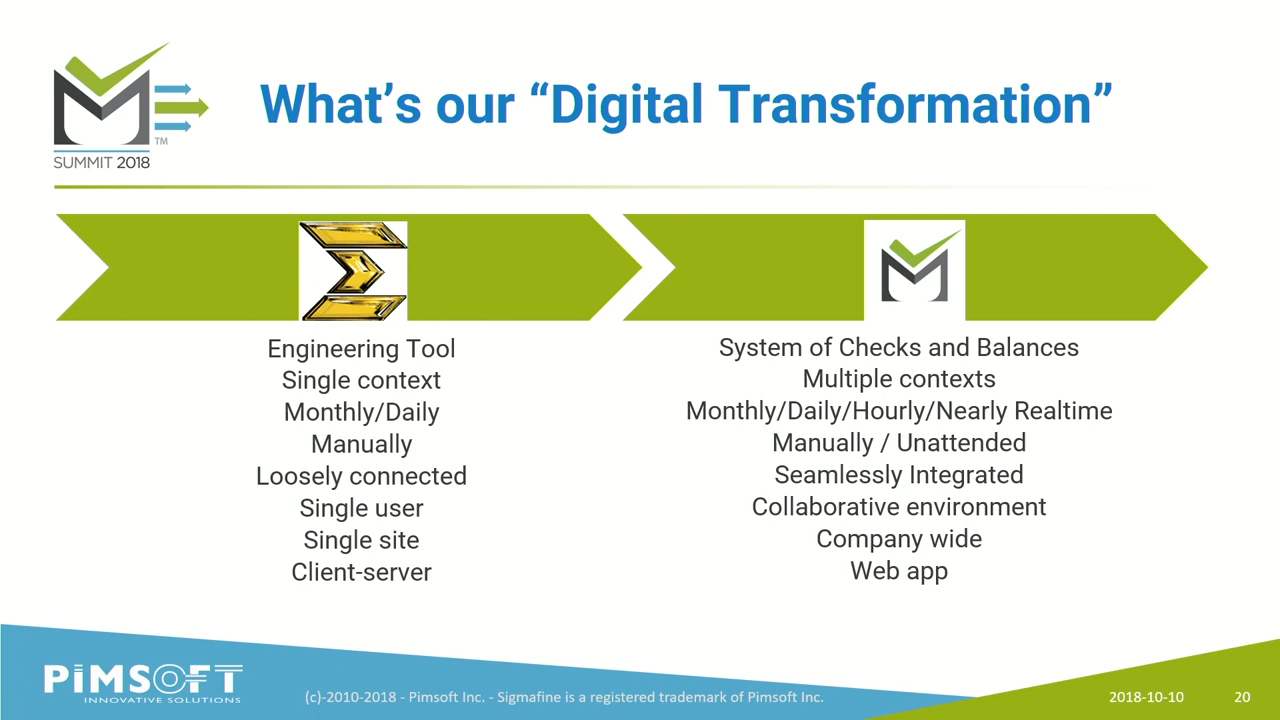 What's our “Digital Transformation”
TM
SUMMIT 2018
Engineering Tool
Single context
Monthly/Daily
Manually
Loosely connected
Single user
Single site
Client-server
System of Checks and Balances
Multiple contexts
Monthly/Daily/Hourly/Nearly Realtime
Manually / Unattended
Seamlessly Integrated
Collaborative environment
Company wide
Web app
PiMSOFT
INNOVATIVE SOLUTIONS
(c)-2010-2018 - Pimsoft Inc. - Sigmafine is a registered trademark of Pimsoft Inc.
2018-10-10
20